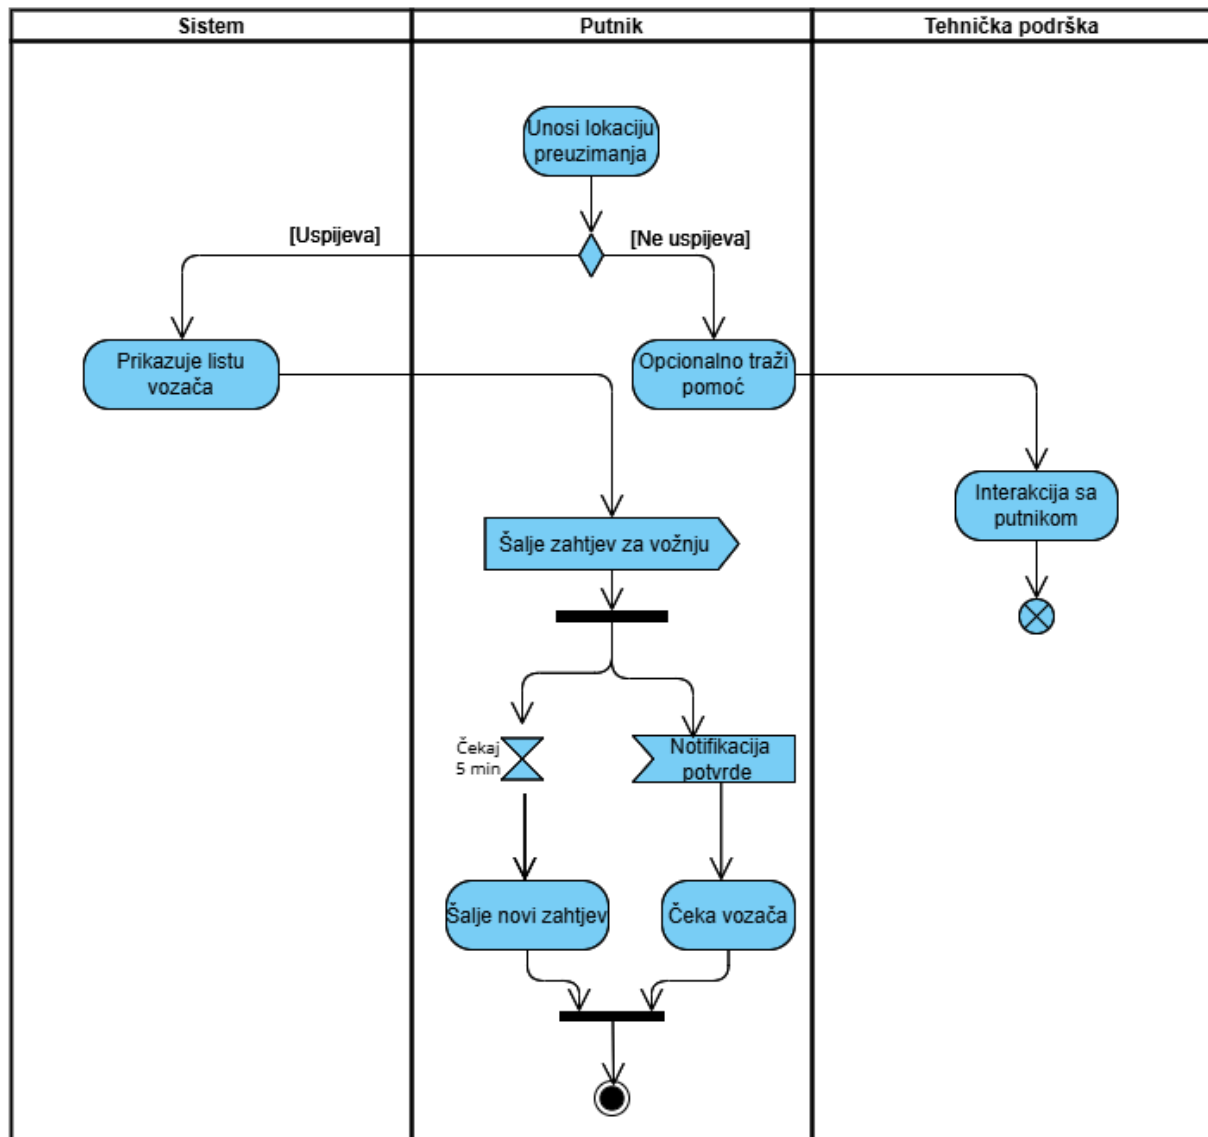 Sistem
Putnik
Tehnička podrška
Unosi lokaciju
preuzimanja
[Uspijeva]
[Ne uspijeva]
Prikazuje listu
vozača
Opcionalno traži
pomoć
Interakcija sa
putnikom
Šalje zahtjev za vožnju
Čekaj
5 min
Notifikacija
potvrde
Šalje novi zahtjev
Čeka vozača